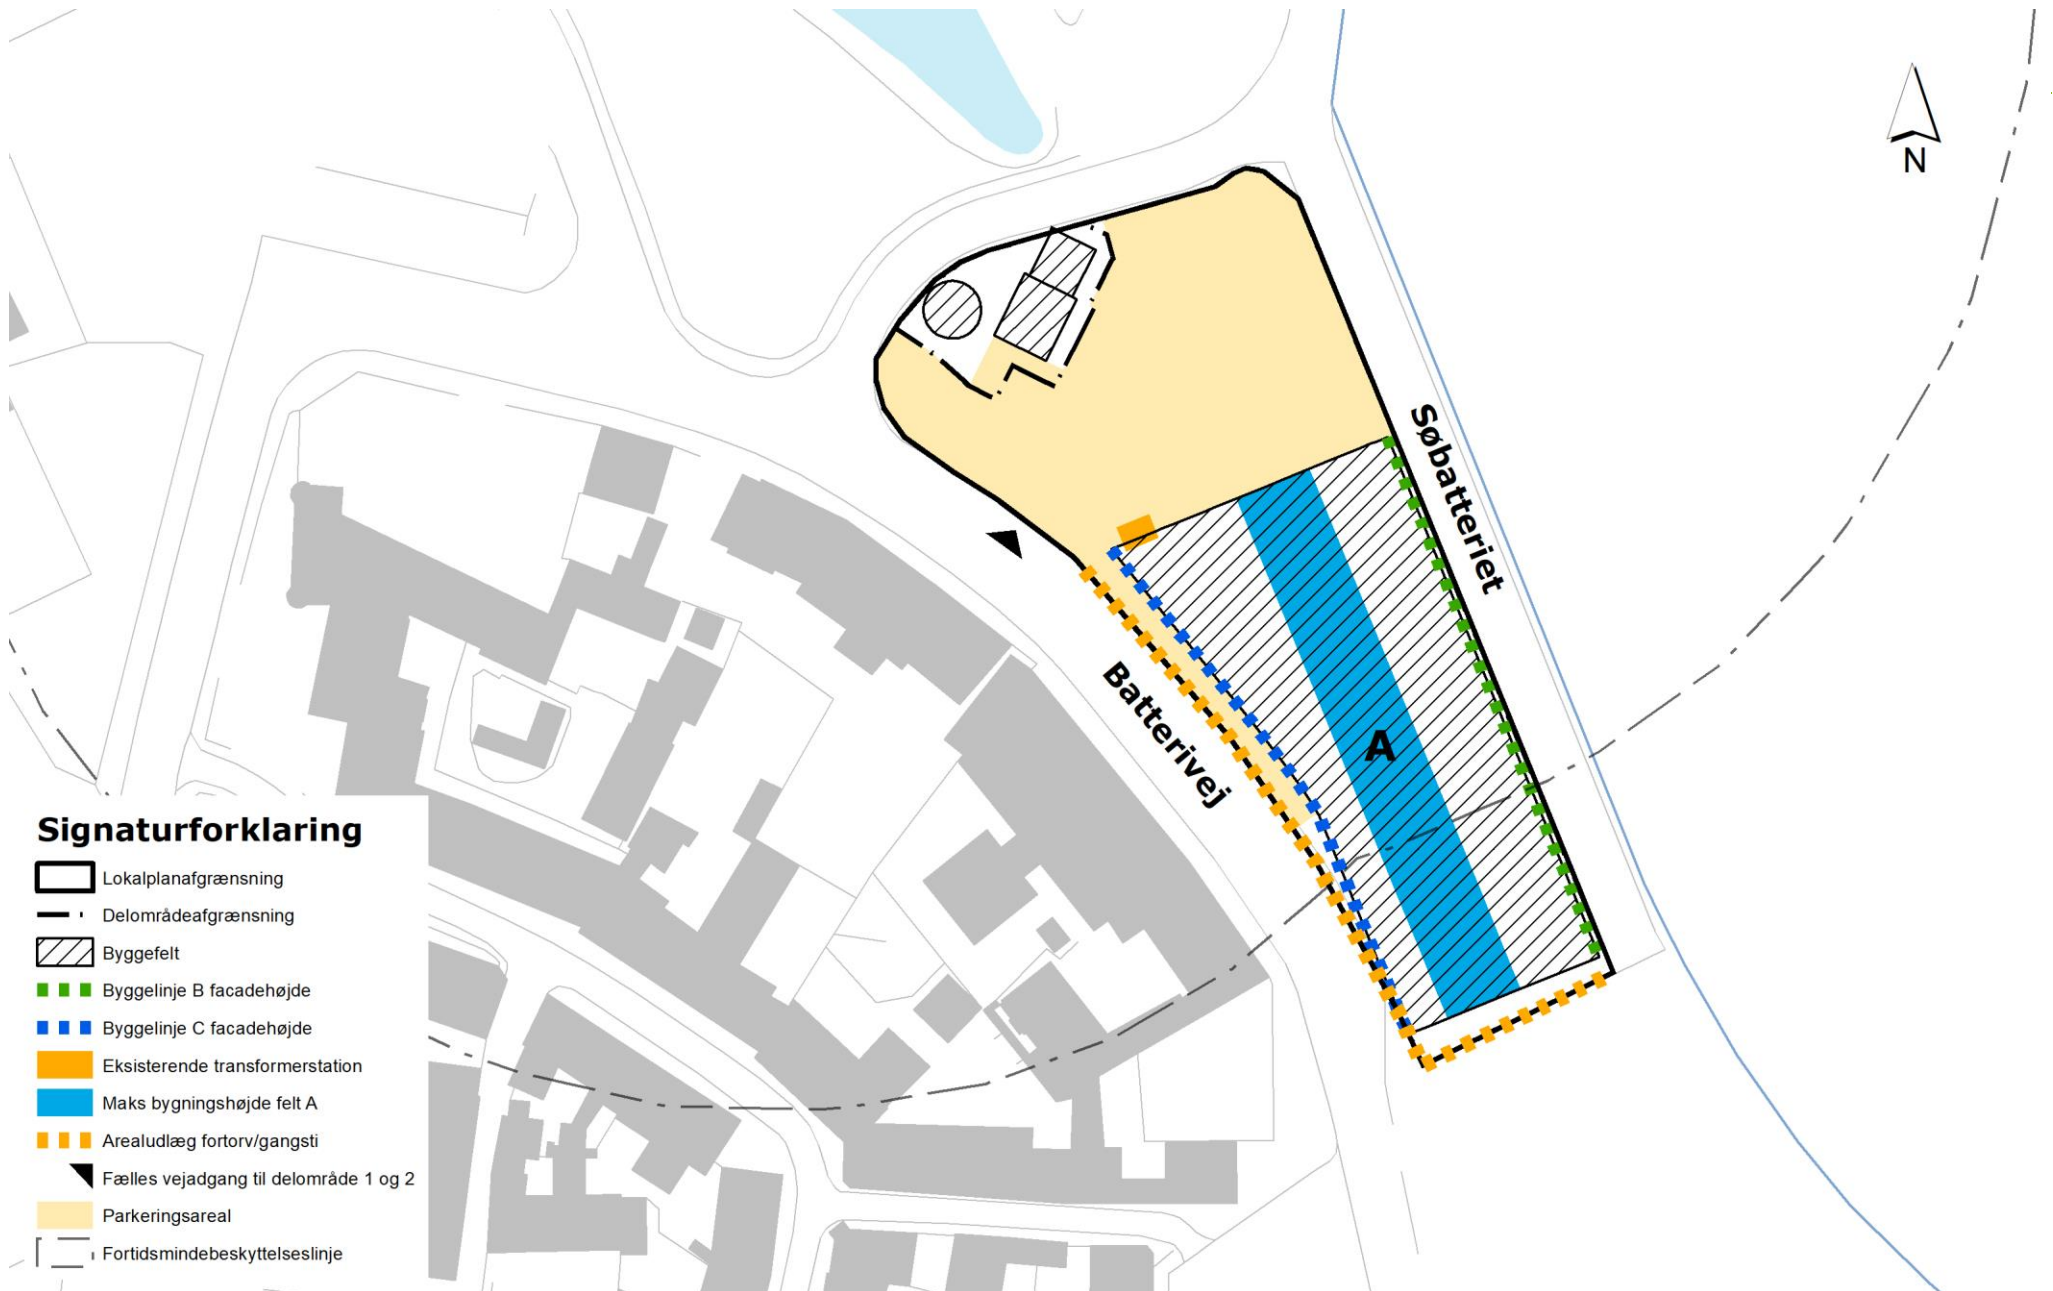 N
Søbatteriet
Batterivej
A
Signaturforklaring
Lokalplanafgrænsning
Delområdeafgrænsning
Byggefelt
Byggelinje B facadehøjde
Byggelinje C facadehøjde
Eksisterende transformerstation
Maks bygningshøjde felt A
Arealudlæg fortorv/gangsti
Fælles vejadgang til delområde 1 og 2
Parkeringsareal
Fortidsmindebeskyttelseslinje